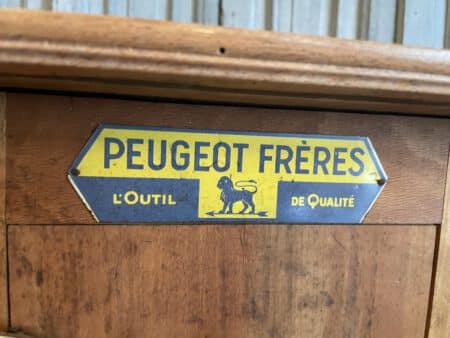 PEUGEOT FRÈRES
L'OUTIL DE QUALITÉ